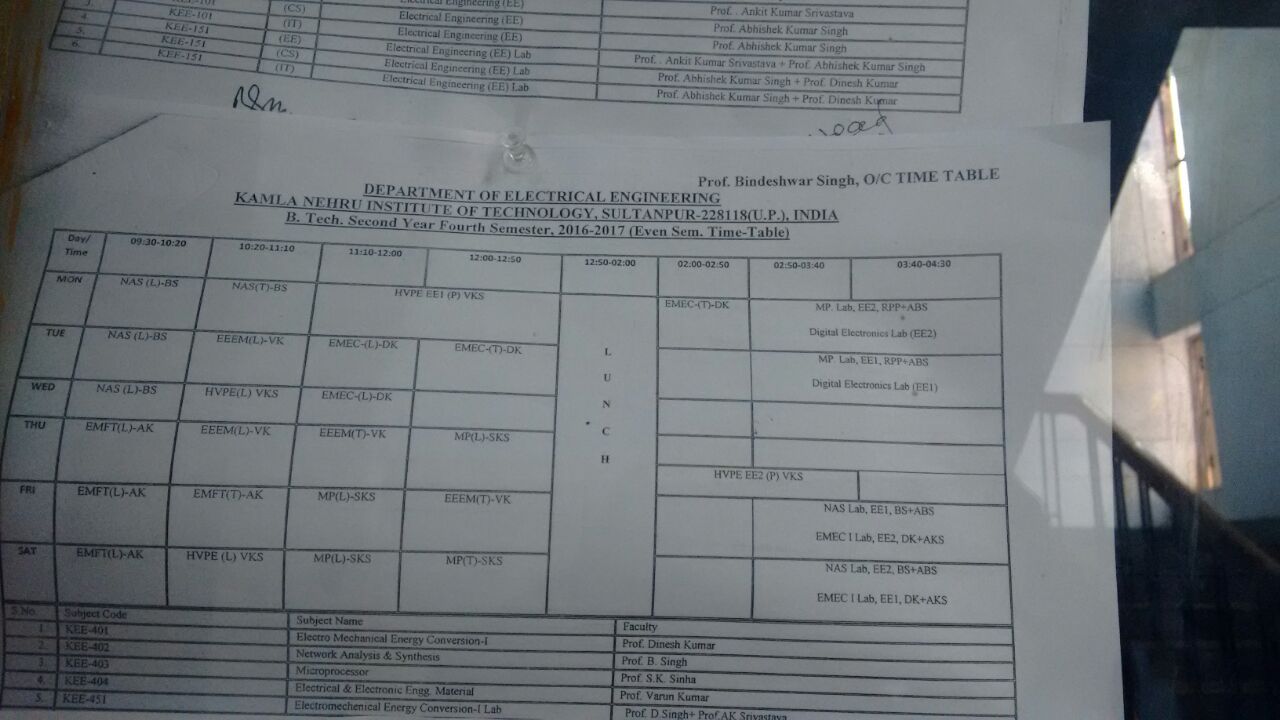 KEE-101 (CS) Electrical Engineering (EE) Prof. . Ankit Kumar Srivastava
4. KEE-101 (IT) Electrical Engineering (EE) Prof. Abhishek Kumar Singh
5. KEE-151 (EE) Electrical Engineering (EE) Lab Prof. Abhishek Kumar Singh
6. KEE-151 (CS) Electrical Engineering (EE) Lab Prof. . Ankit Kumar Srivastava + Prof. Abhishek Kumar Singh
KEE-151 (IT) Electrical Engineering (EE) Lab Prof. Abhishek Kumar Singh + Prof. Dinesh Kumar
Prof. Abhishek Kumar Singh + Prof. Dinesh Kumar
Prof. Bindeshwar Singh, O/C TIME TABLE
DEPARTMENT OF ELECTRICAL ENGINEERING
KAMLA NEHRU INSTITUTE OF TECHNOLOGY, SULTANPUR-228118(U.P.), INDIA
B. Tech. Second Year Fourth Semester, 2016-2017 (Even Sem. Time-Table)
Day/ Time 09:30-10:20 10:20-11:10 11:10-12:00 12:00-12:50 12:50-02:00 02:00-02:50 02:50-03:40 03:40-04:30
MON NAS (L)-BS NAS(T)-BS HVPE EE1 (P) VKS LUNCH EMEC-(T)-DK MP. Lab, EE2, RPP+ABS
Digital Electronics Lab (EE2)
TUE NAS (L)-BS EEEM(L)-VK EMEC-(L)-DK EMEC-(T)-DK MP. Lab, EE1, RPP+ABS
Digital Electronics Lab (EE1)
WED NAS (L)-BS HVPE(L) VKS EMEC-(L)-DK
THU EMFT(L)-AK EEEM(L)-VK EEEM(T)-VK MP(L)-SKS
HVPE EE2 (P) VKS
FRI EMFT(L)-AK EMFT(T)-AK MP(L)-SKS EEEM(T)-VK NAS Lab, EE1, BS+ABS
EMEC I Lab, EE2, DK+AKS
SAT EMFT(L)-AK HVPE (L) VKS MP(L)-SKS MP(T)-SKS NAS Lab, EE2, BS+ABS
EMEC I Lab, EE1, DK+AKS
S.No. Subject Code Subject Name Faculty
1. KEE-401 Electro Mechanical Energy Conversion-I Prof. Dinesh Kumar
2. KEE-402 Network Analysis & Synthesis Prof. B. Singh
3. KEE-403 Microprocessor Prof. S.K. Sinha
4. KEE-404 Electrical & Electronic Engg. Material Prof. Varun Kumar
5. KEE-451 Electromechanical Energy Conversion-I Lab Prof. D.Singh+ Prof.AK Srivastava